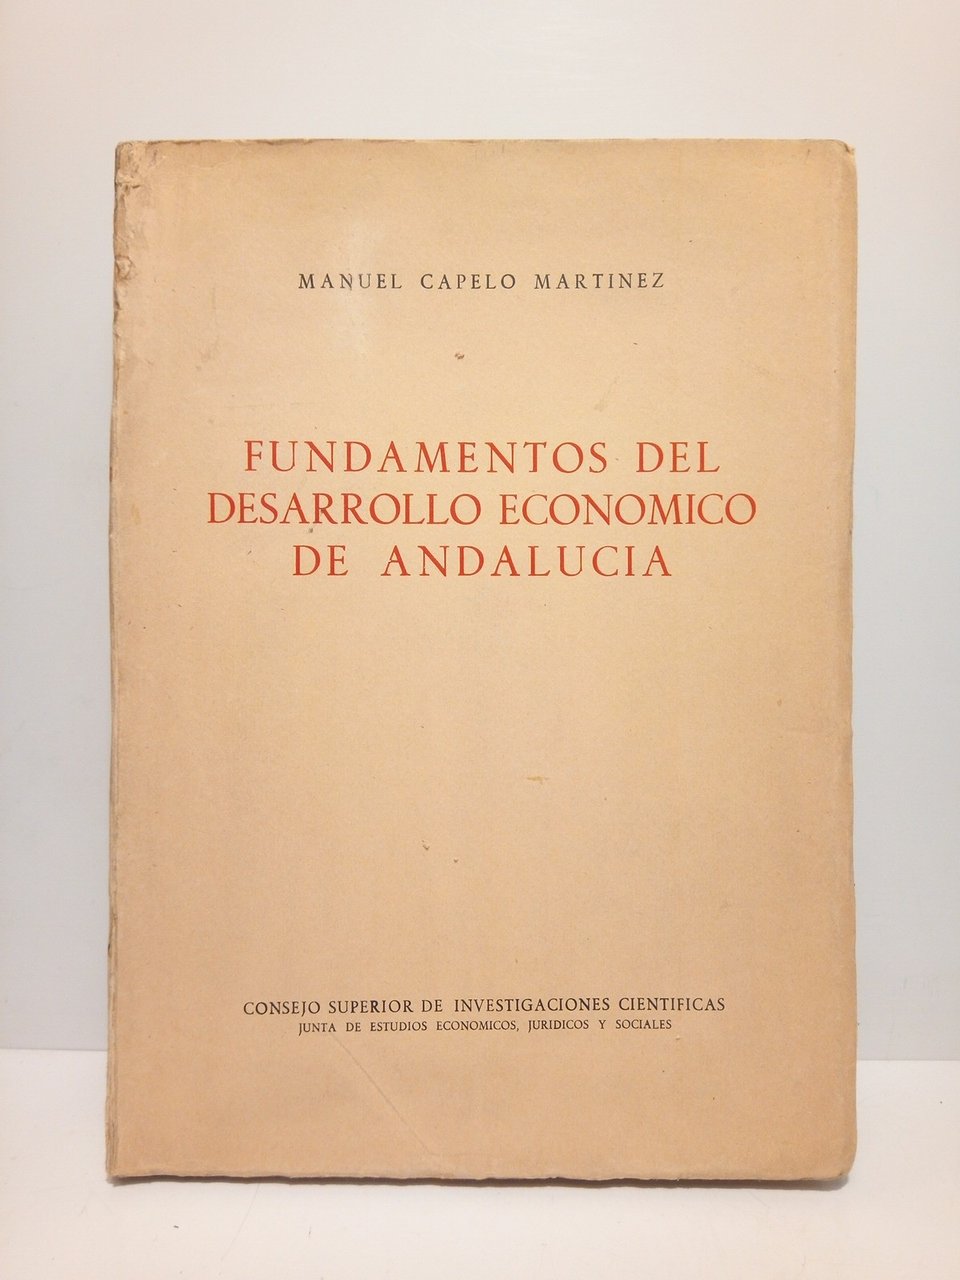 MANUEL CAPELO MARTINEZ
FUNDAMENTOS DEL
DESARROLLO ECONOMICO
DE ANDALUCIA
CONSEJO SUPERIOR DE INVESTIGACIONES CIENTIFICAS
JUNTA DE ESTUDIOS ECONOMICOS, JURIDICOS Y SOCIALES